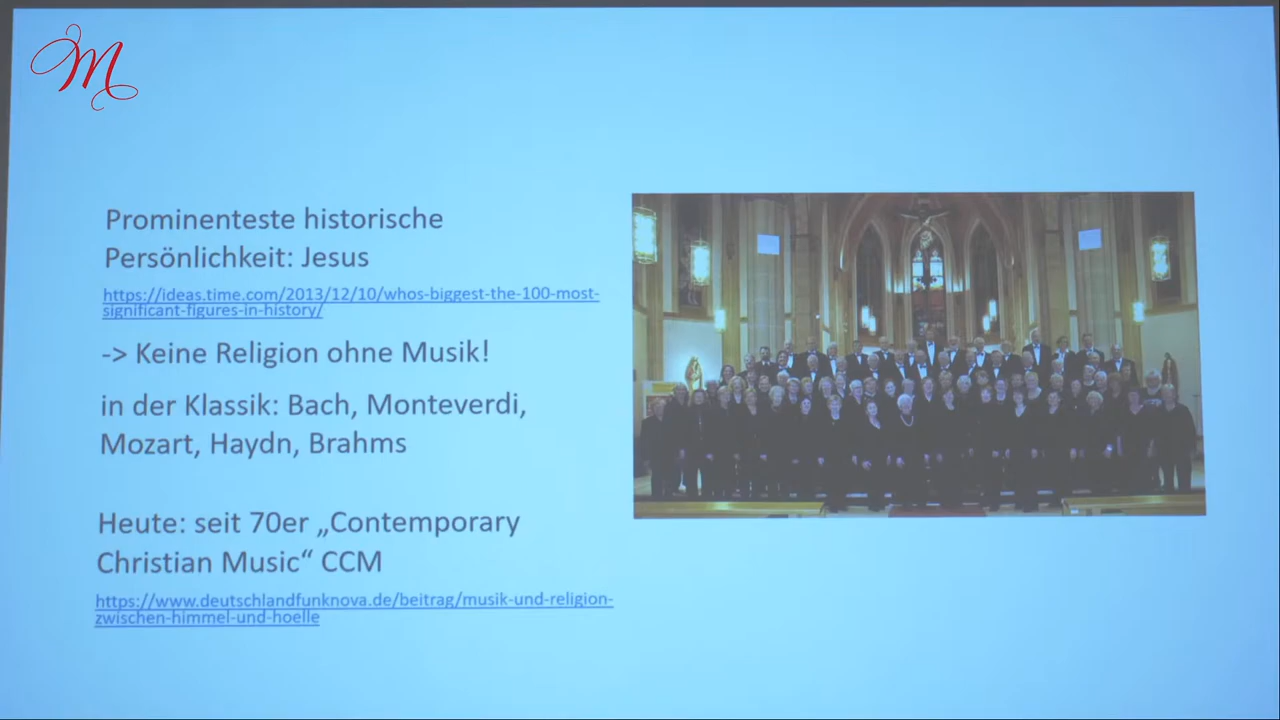 M
Prominenteste historische
Persönlichkeit: Jesus
https://ideas.time.com/2013/12/10/whos-biggest-the-100-most-
significant-figures-in-history/
-> Keine Religion ohne Musik!
in der Klassik: Bach, Monteverdi,
Mozart, Haydn, Brahms
Heute: seit 70er „Contemporary
Christian Music“ CCM
https://www.deutschlandfunknova.de/beitrag/musik-und-religion-
zwischen-himmel-und-hoelle